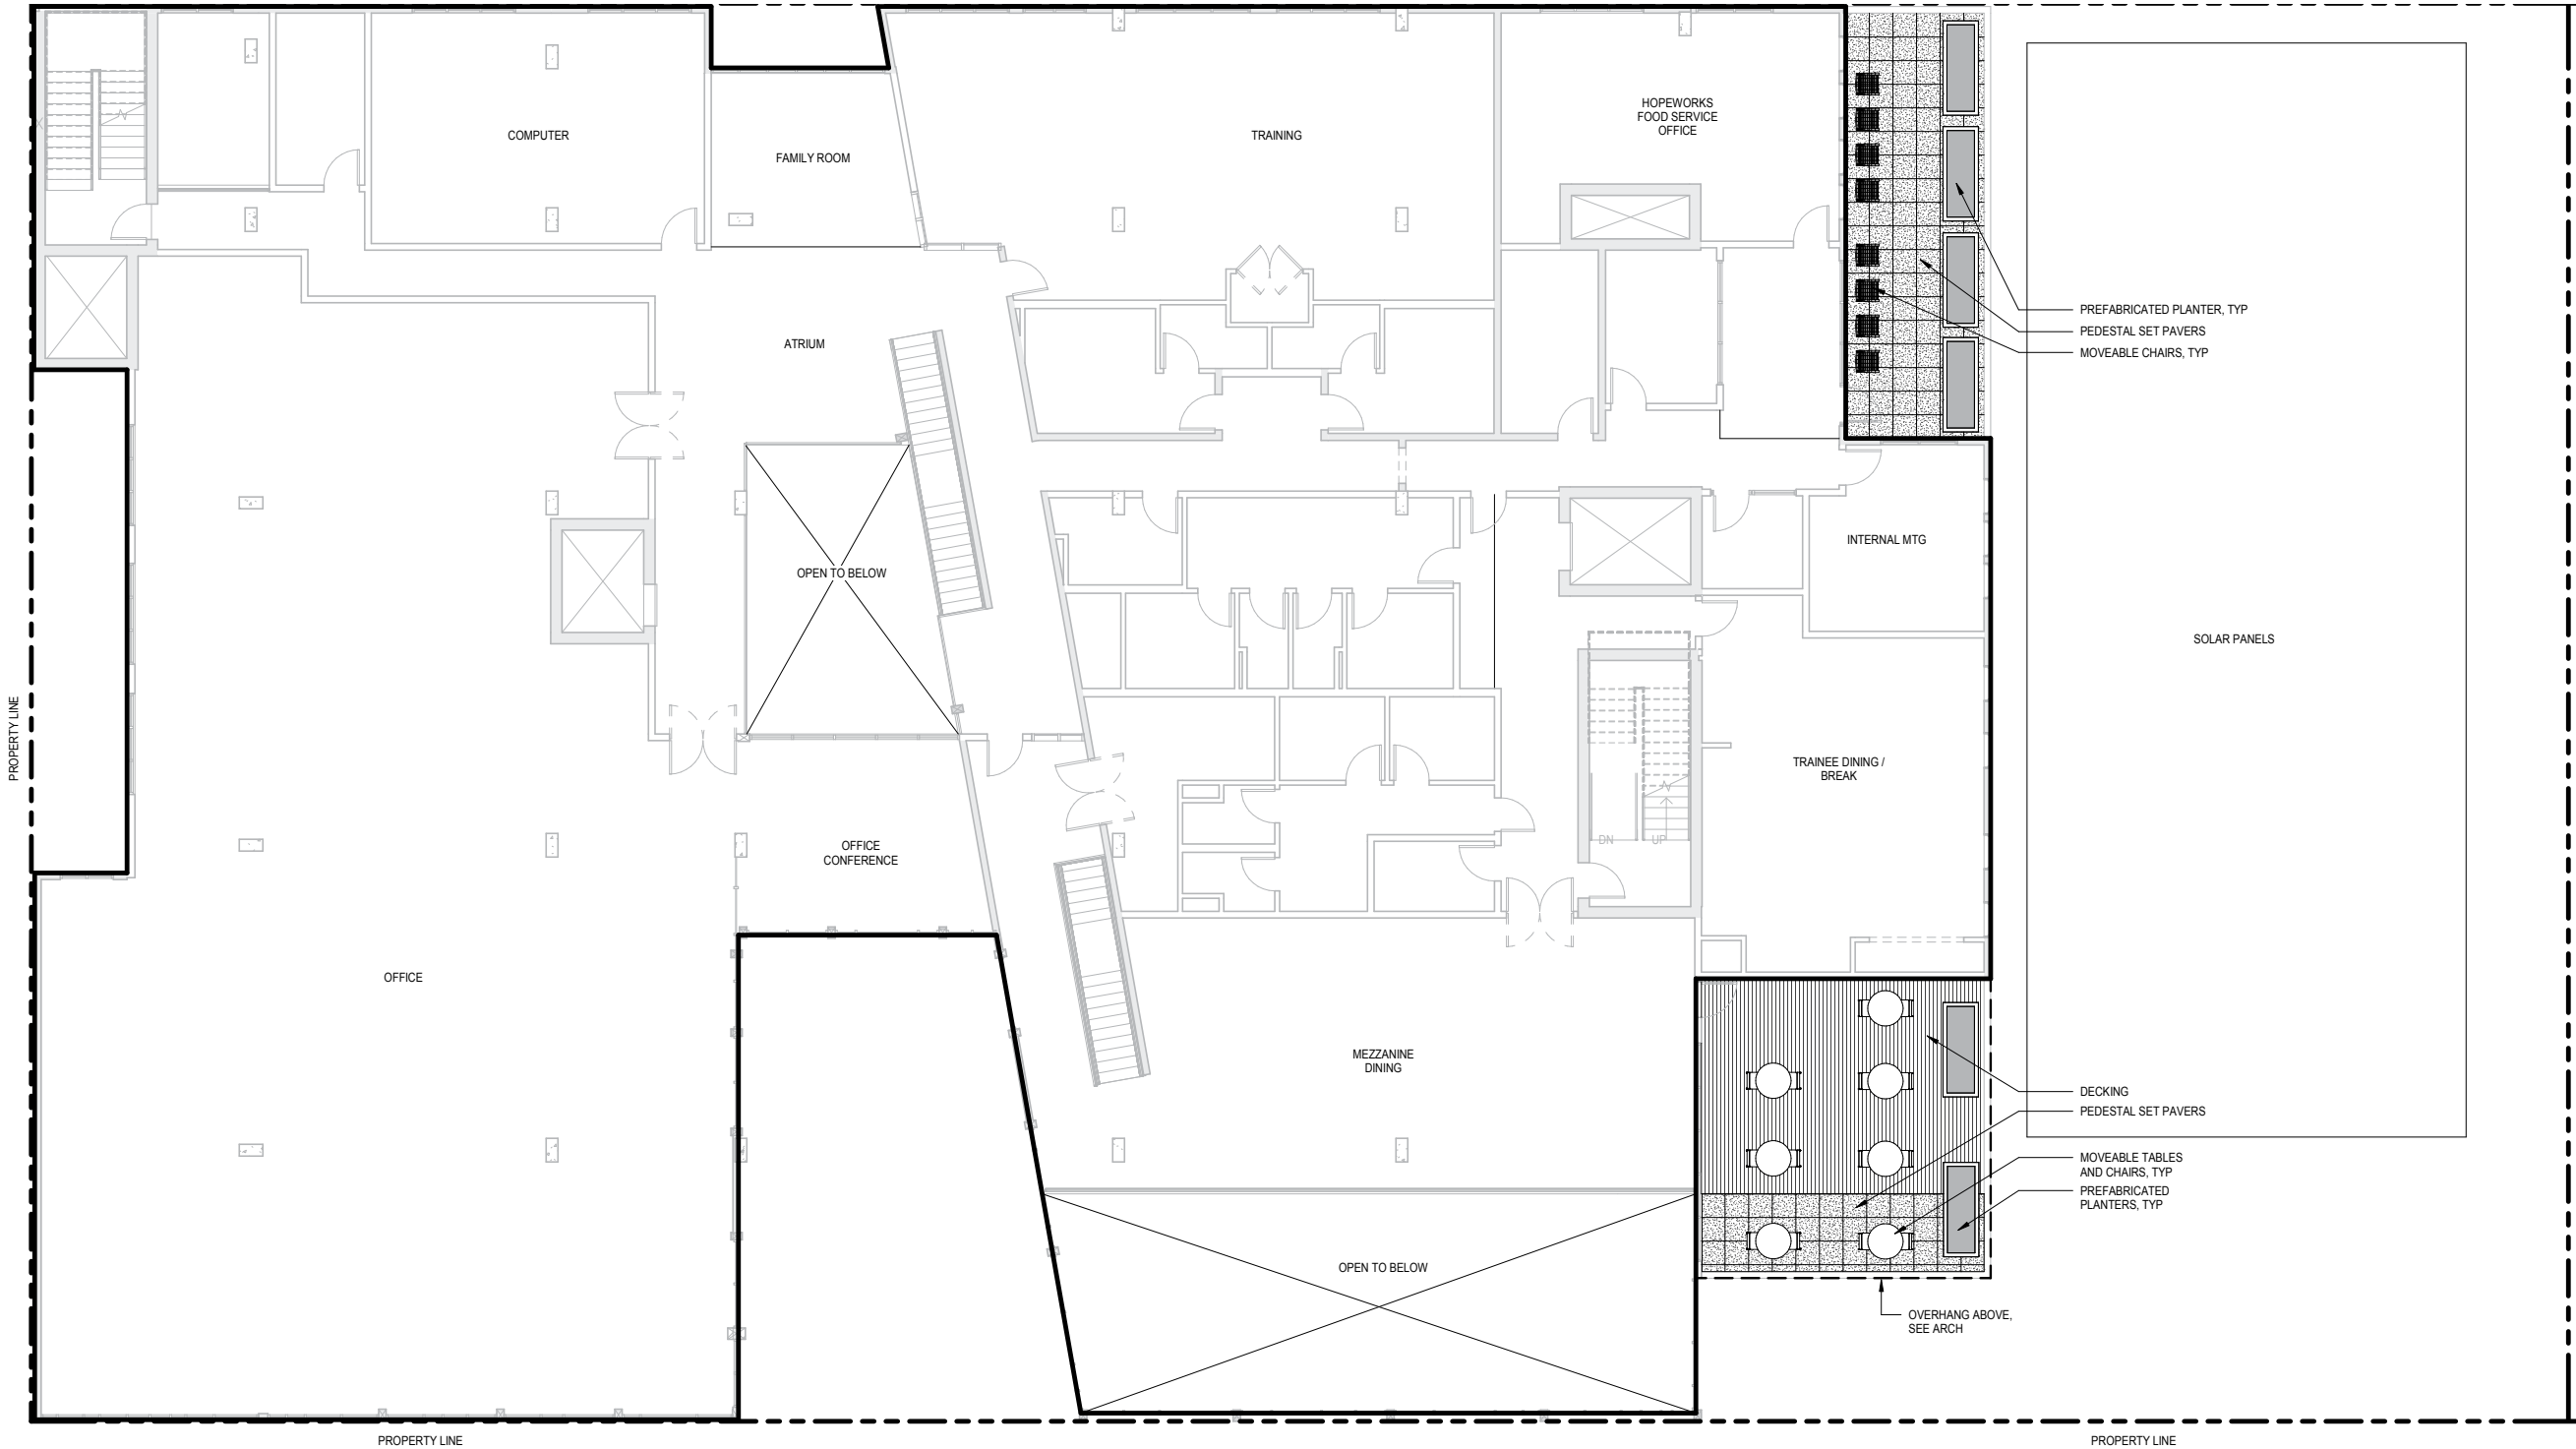 COMPUTER
FAMILY ROOM
TRAINING
HOPEWORKS
FOOD SERVICE
OFFICE
PREFABRICATED PLANTER, TYP
PEDESTAL SET PAVERS
MOVEABLE CHAIRS, TYP
ATRIUM
OPEN TO BELOW
INTERNAL MTG
SOLAR PANELS
PROPERTY LINE
TRAINEE DINING /
BREAK
DN
UP
OFFICE
CONFERENCE
OFFICE
MEZZANINE
DINING
DECKING
PEDESTAL SET PAVERS
MOVEABLE TABLES
AND CHAIRS, TYP
PREFABRICATED
PLANTERS, TYP
OPEN TO BELOW
OVERHANG ABOVE,
SEE ARCH
PROPERTY LINE
PROPERTY LINE